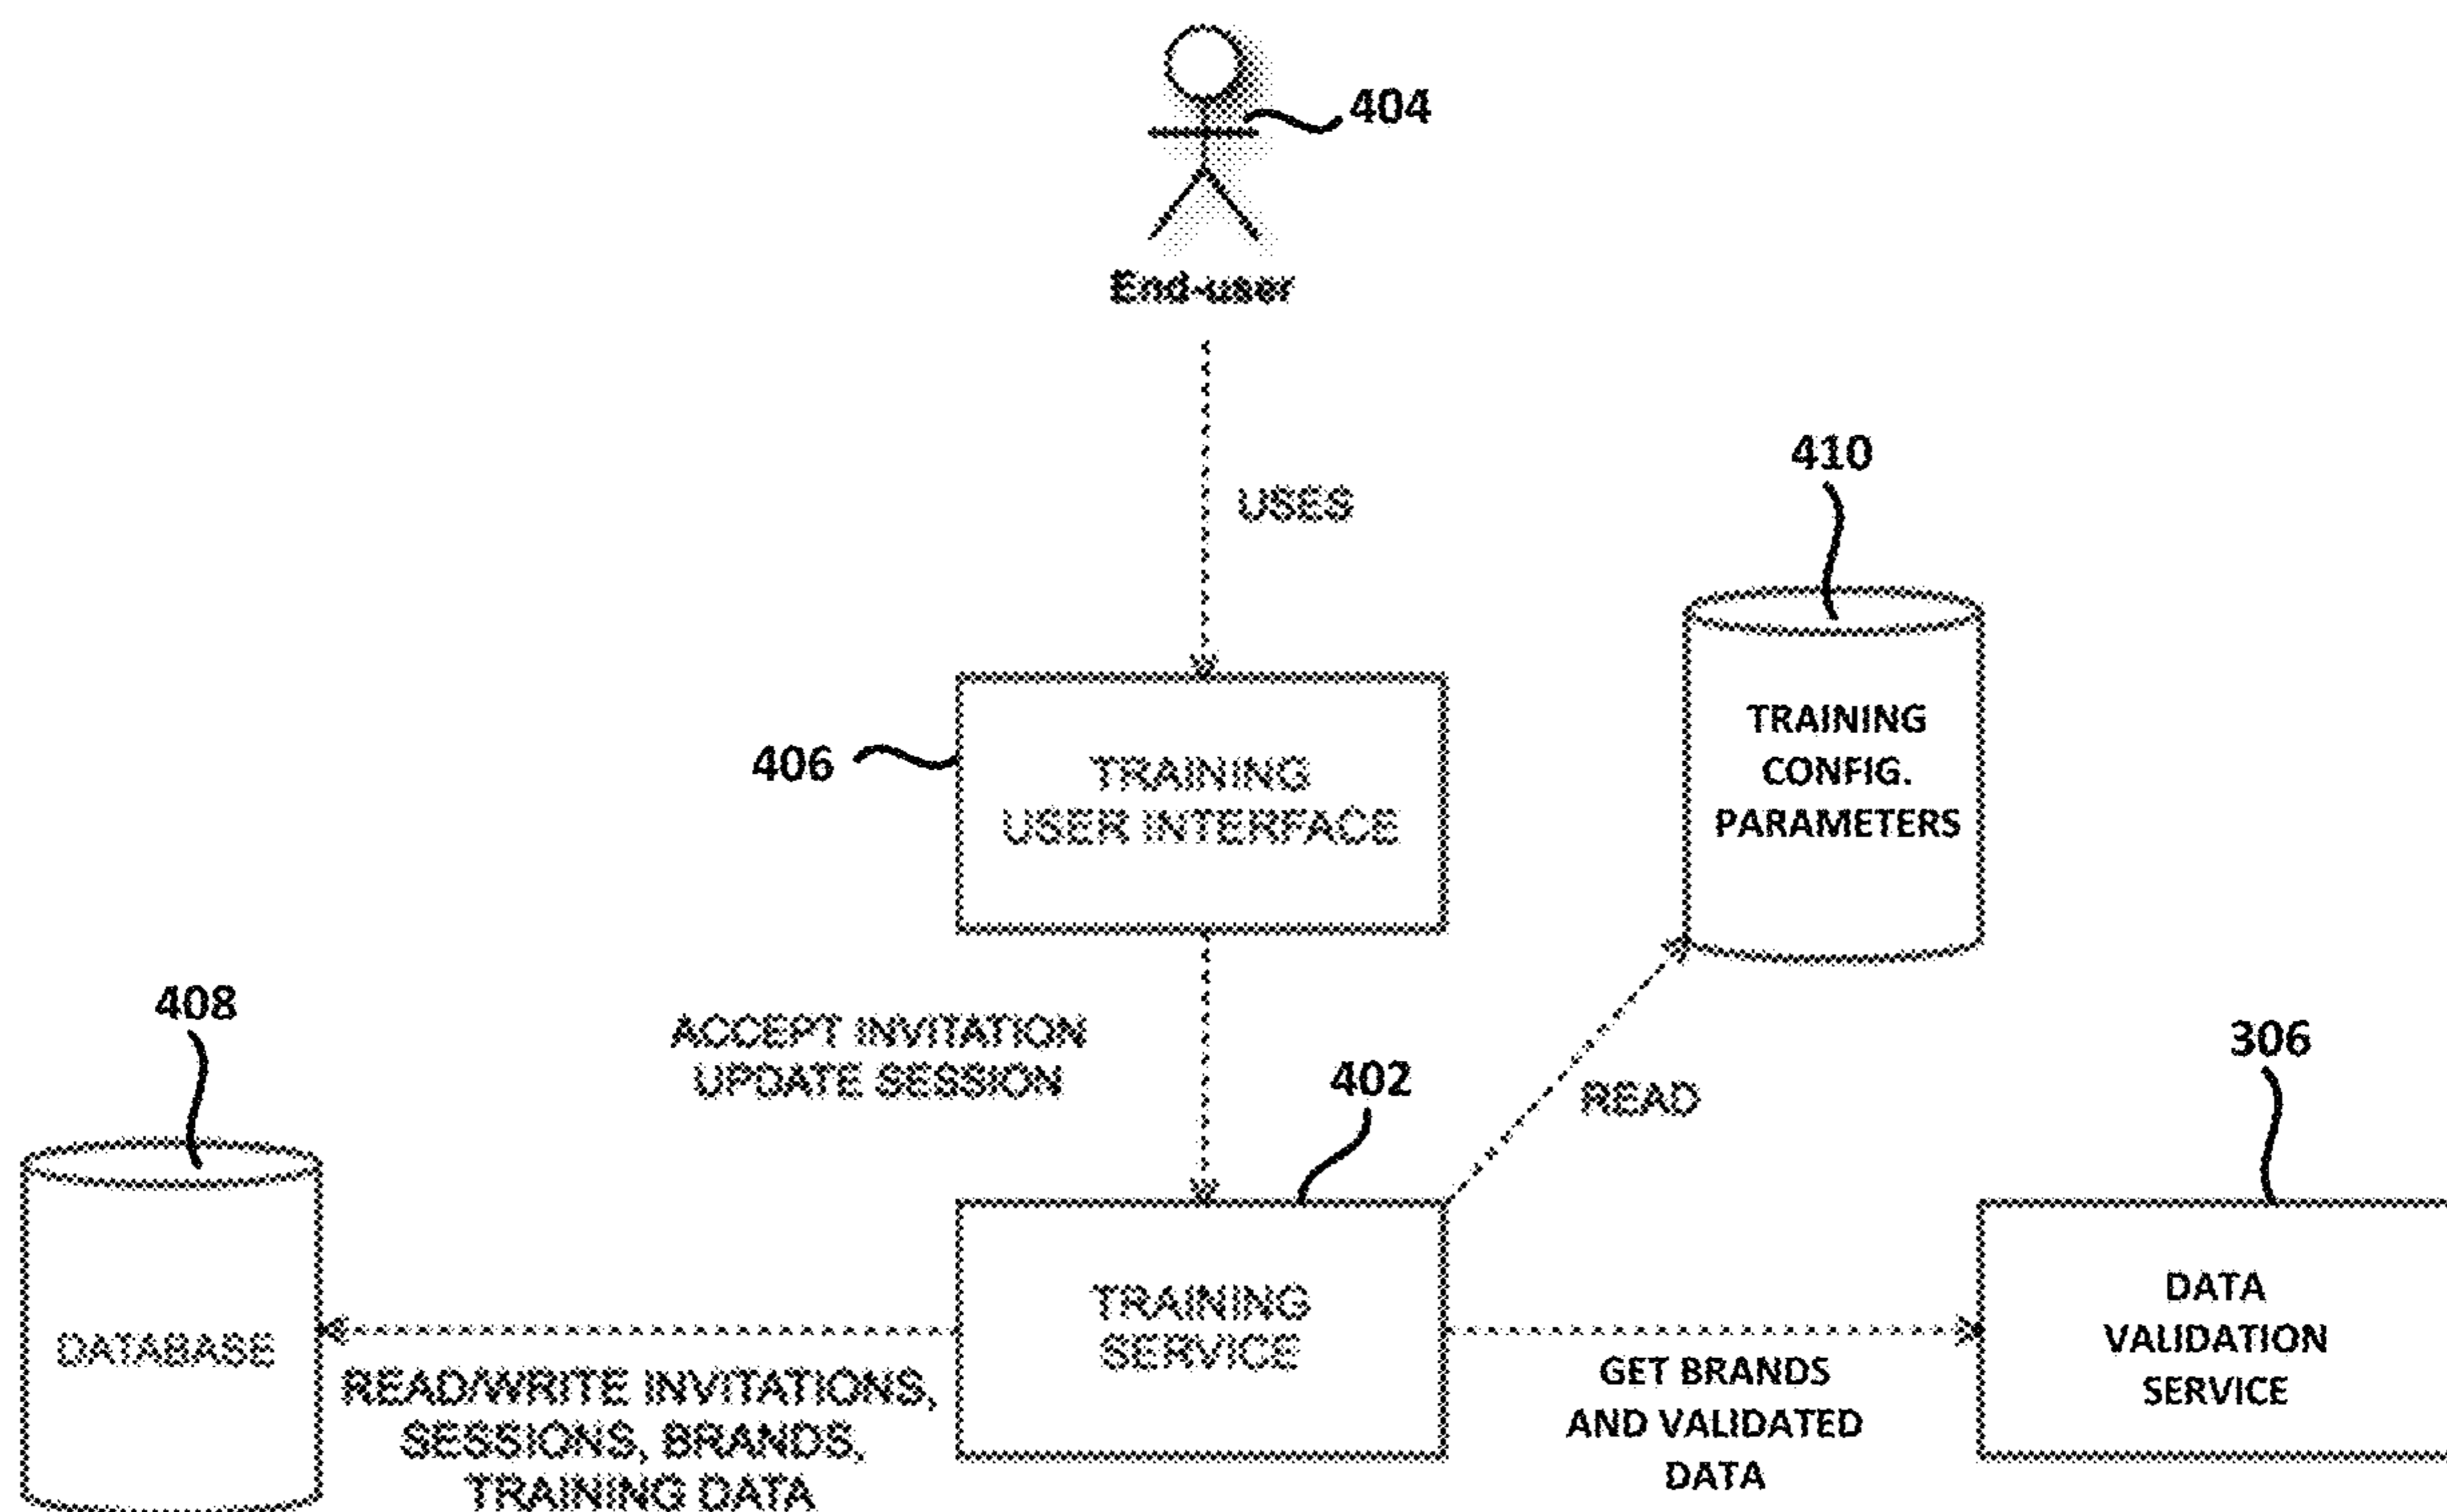 404
End-user
USES
410
TRAINING
CONFIG.
PARAMETERS
406
TRAINING
USER INTERFACE
408
ACCEPT INVITATION
UPDATE SESSION
402
READ
306
DATABASE
READ/WRITE INVITATIONS,
SESSIONS, BRANDS,
TRAINING DATA
TRAINING
SERVICE
GET BRANDS
AND VALIDATED
DATA
DATA
VALIDATION
SERVICE